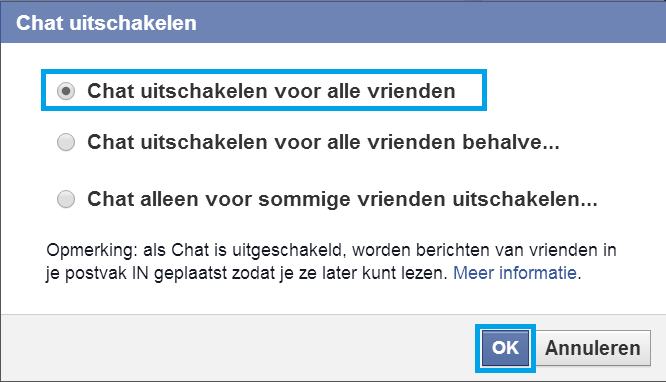 Chat uitschakelen
Chat uitschakelen voor alle vrienden
Chat uitschakelen voor alle vrienden behalve...
Chat alleen voor sommige vrienden uitschakelen...
Opmerking: als Chat is uitgeschakeld, worden berichten van vrienden in
je postvak IN geplaatst zodat je ze later kunt lezen. Meer informatie.
OK Annuleren